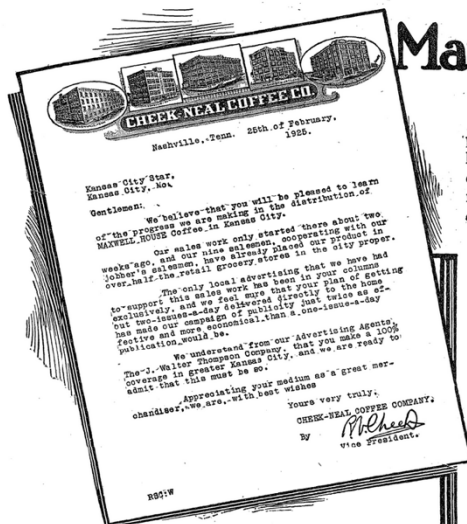 Ma
CHEEK-NEAL COFFEE CO
Nashville, Tenn. 25th of February,
1925.
Kansas City Star,
Kansas City, Mo.
Gentlemen:
We believe that you will be pleased to learn
of the progress we are making in the distribution of
MAXWELL HOUSE Coffee in Kansas City.
Our sales work only started there about two
weeks ago, and our nine salesmen, cooperating with our
jobber's salesmen, have already placed our product in
over half the retail grocery stores in the city proper.
The only local advertising that we have had
to support this sales work has been in your columns
exclusively, and we feel sure that your plan of getting
but two-issues-a-day delivered directly to the home
has made our campaign of publicity just twice as ef-
fective and more economical than a one-issue-a-day
publication would be.
We understand from our Advertising Agents,
The J. Walter Thompson Company, that you make a 100%
coverage in greater Kansas City, and we are ready to
admit that this must be so.
Appreciating your medium as a great mer-
chandiser, we are, with best wishes
Yours very truly,
CHEEK-NEAL COFFEE COMPANY,
By
Vice President.
RSC:W